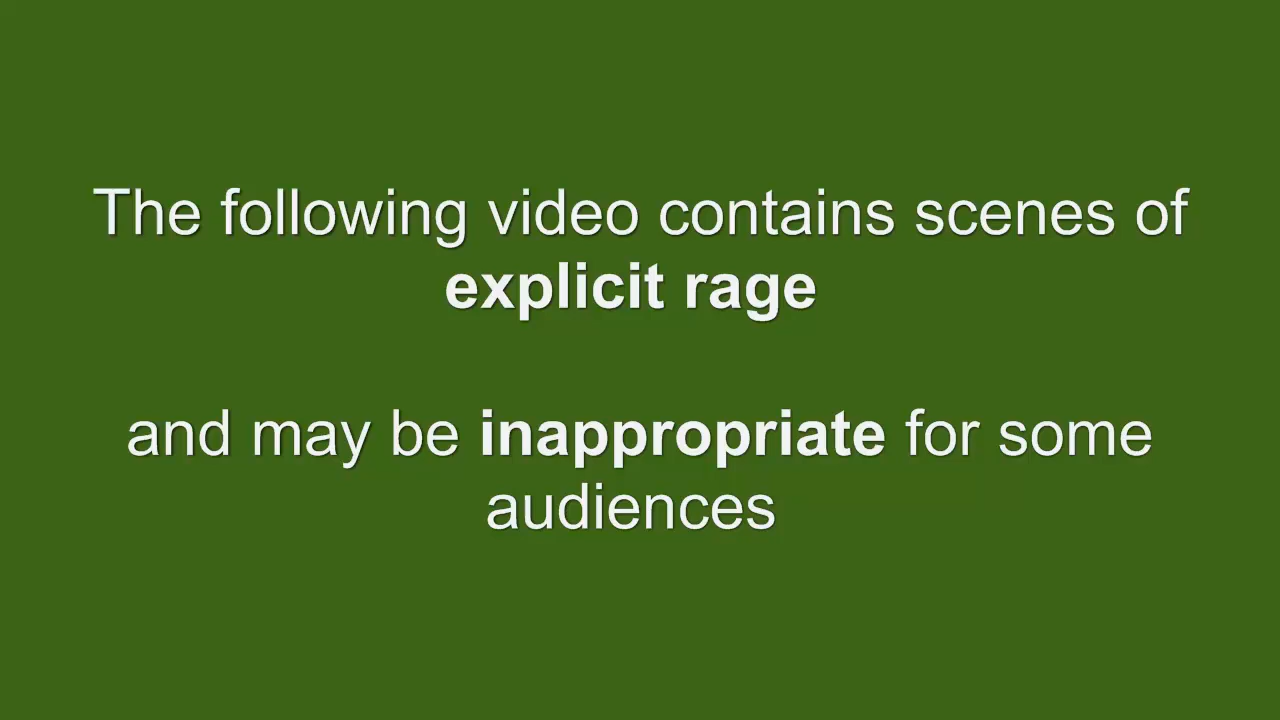 The following video contains scenes of
explicit rage
and may be inappropriate for some
audiences